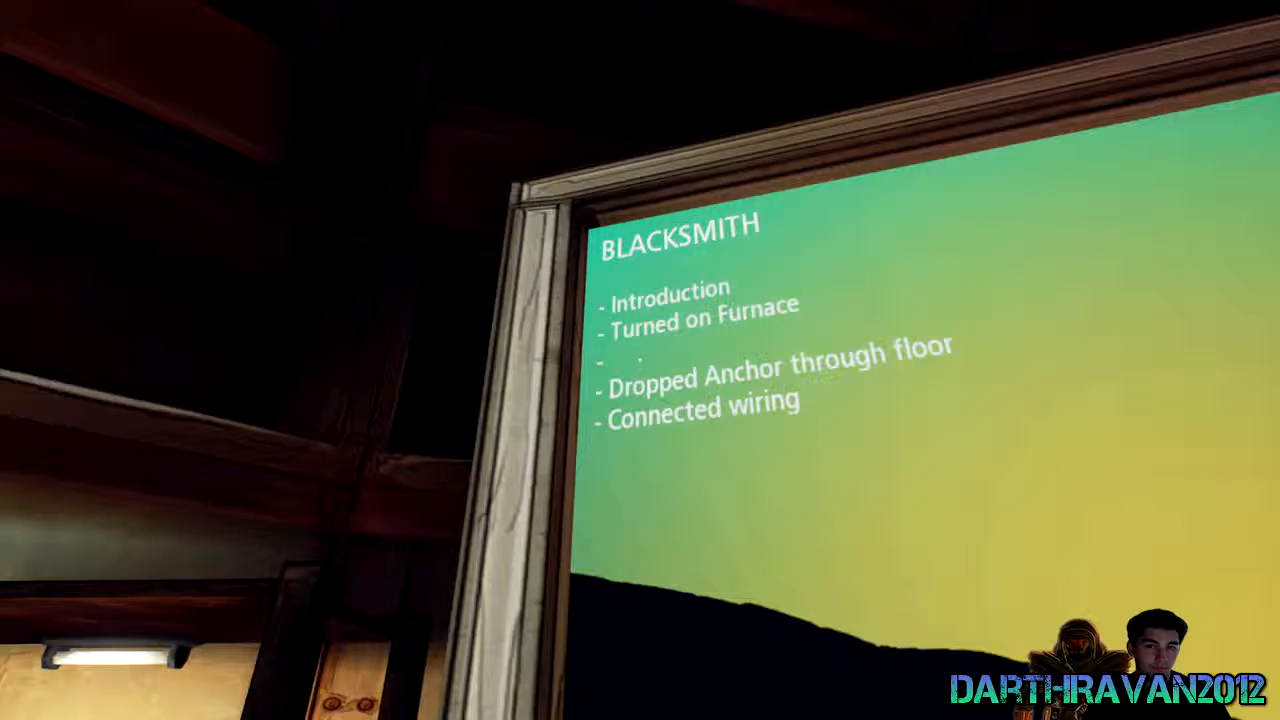 BLACKSMITH
- Introduction
- Turned on Furnace
- .
- Dropped Anchor through floor
- Connected wiring
DARTHRAVAN2012